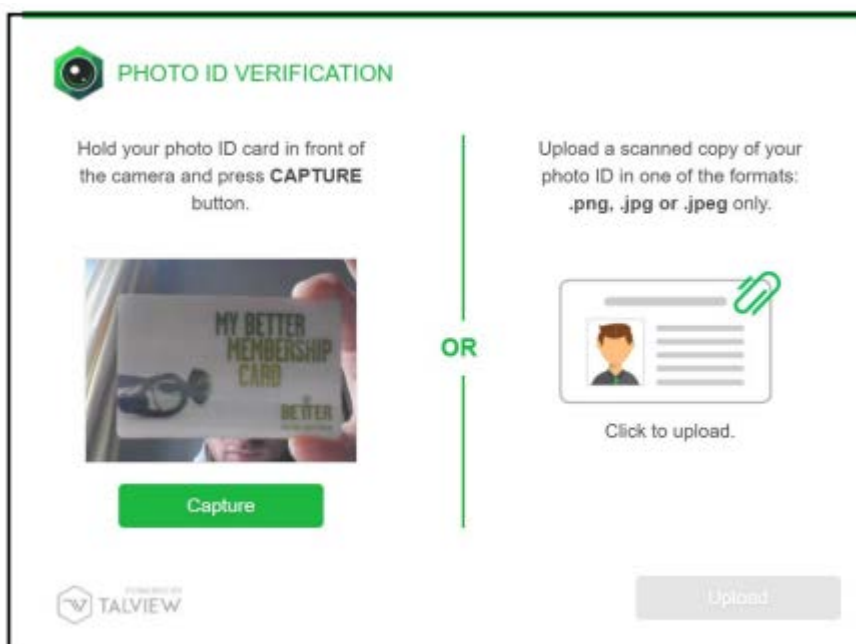 PHOTO ID VERIFICATION
Hold your photo ID card in front of
the camera and press CAPTURE
button.
MY BETTER
MEMBERSHIP
CARD
BETTER
Capture
OR
Upload a scanned copy of your
photo ID in one of the formats:
.png, .jpg or .jpeg only.
Click to upload.
POWERED BY
TALVIEW
Upload